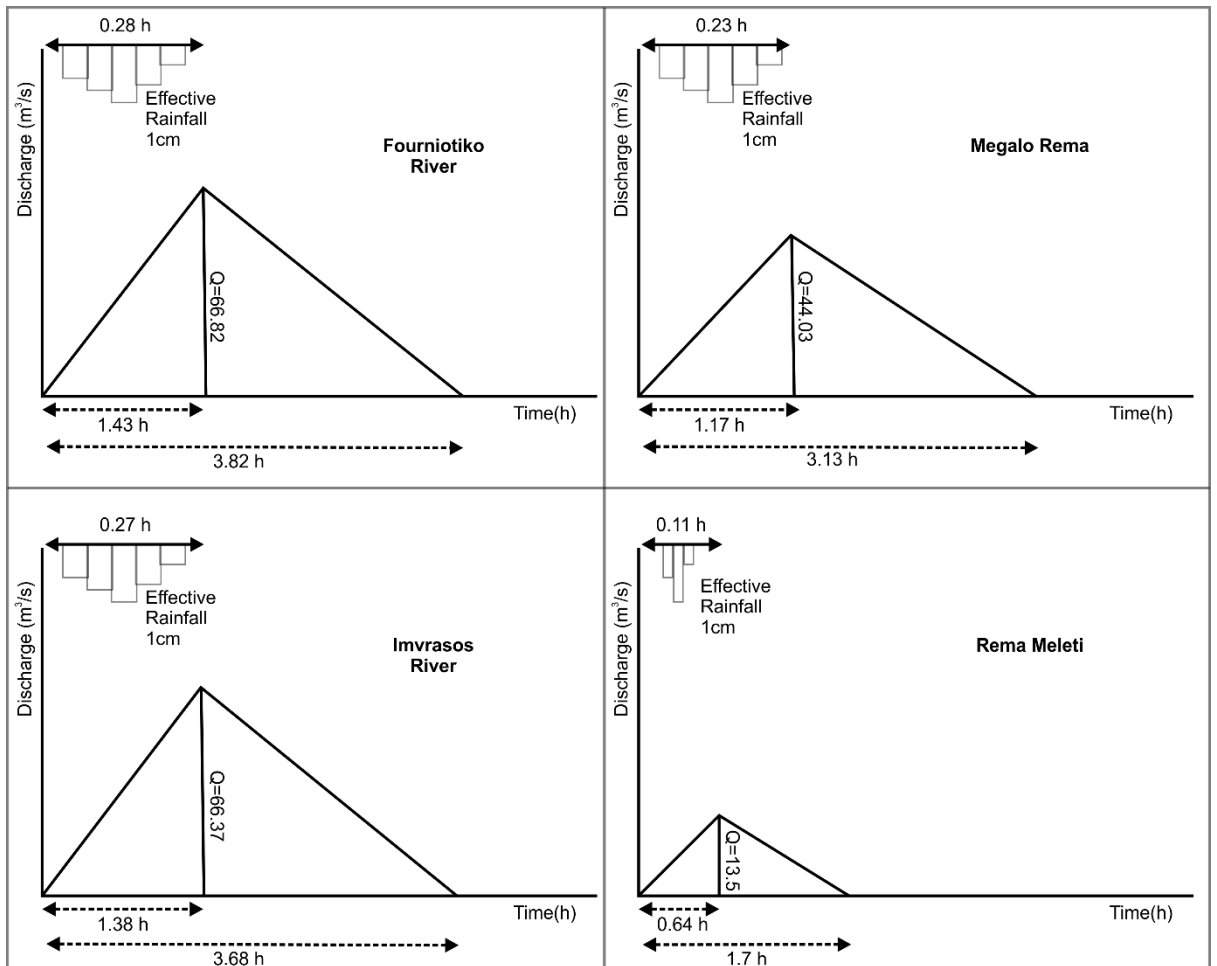 0.28 h
Effective
Rainfall
1cm
Discharge (m³/s)
Fourniotiko
River
Q=66.82
Time(h)
1.43 h
3.82 h
0.23 h
Effective
Rainfall
1cm
Discharge (m³/s)
Megalo Rema
Q=44.03
Time(h)
1.17 h
3.13 h
0.27 h
Effective
Rainfall
1cm
Discharge (m³/s)
Imvrasos
River
Q=66.37
Time(h)
1.38 h
3.68 h
0.11 h
Effective
Rainfall
1cm
Discharge (m³/s)
Rema Meleti
Q=13.5
Time(h)
0.64 h
1.7 h